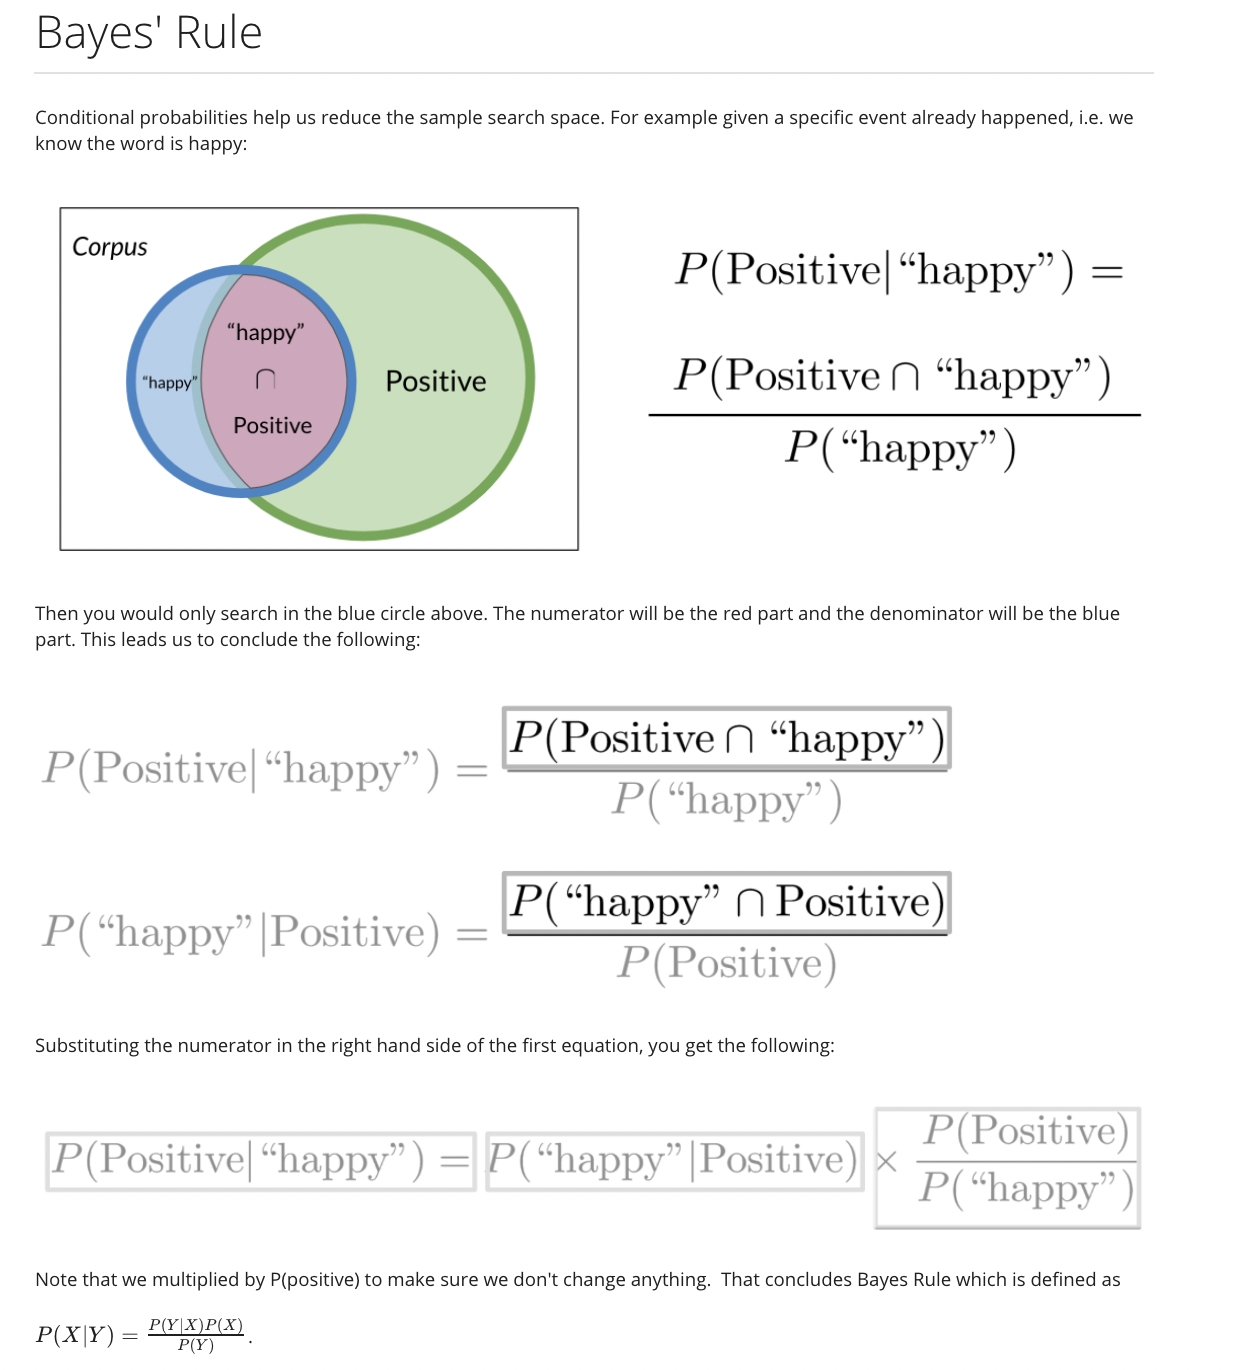 Bayes' Rule
Conditional probabilities help us reduce the sample search space. For example given a specific event already happened, i.e. we
know the word is happy:
Corpus
"happy"
"happy"
∩
Positive
Positive
P(Positive|“happy”) =
P(Positive ∩ “happy”)
P(“happy”)
Then you would only search in the blue circle above. The numerator will be the red part and the denominator will be the blue
part. This leads us to conclude the following:
P(Positive|“happy”) =
P(Positive ∩ “happy”)
P(“happy”)
P(“happy”|Positive) =
P(“happy” ∩ Positive)
P(Positive)
Substituting the numerator in the right hand side of the first equation, you get the following:
P(Positive|“happy”) = P(“happy”|Positive) ×
P(Positive)
P(“happy”)
Note that we multiplied by P(positive) to make sure we don't change anything. That concludes Bayes Rule which is defined as
P(X|Y) = P(Y|X)P(X)
P(Y) .